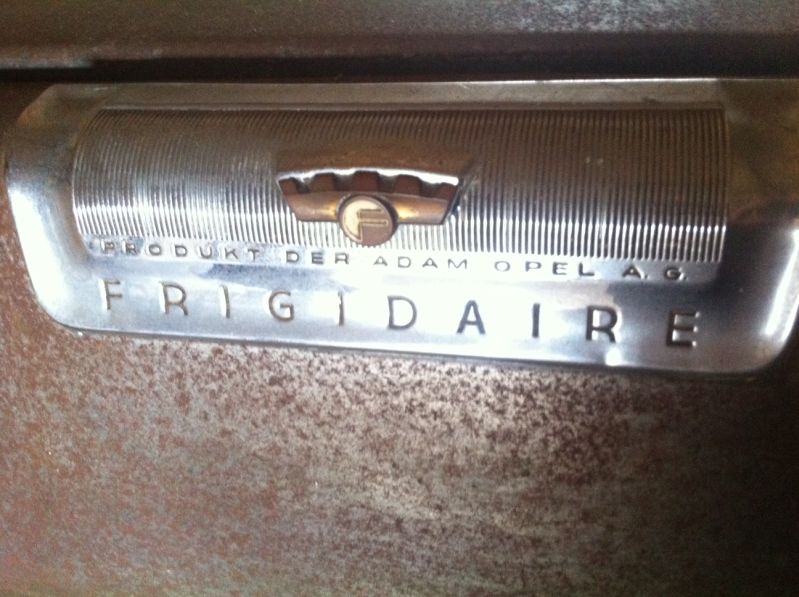 F
PRODUKT DER ADAM OPEL A.G.
FRIGIDAIRE